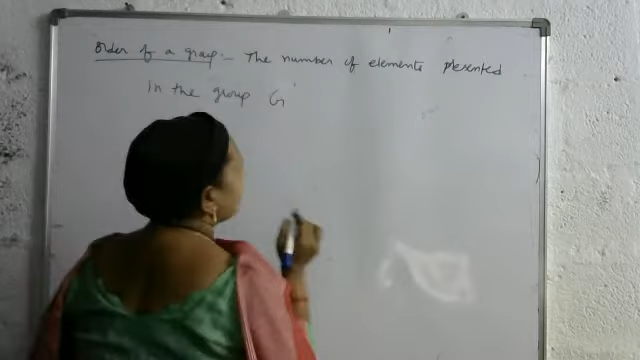 Order of a group :- The number of elements presented
in the group G